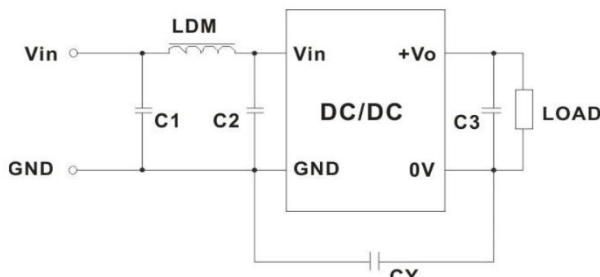 LDM
Vin
Vin
+Vo
C1
C2
DC/DC
C3
LOAD
GND
GND
0V
CY